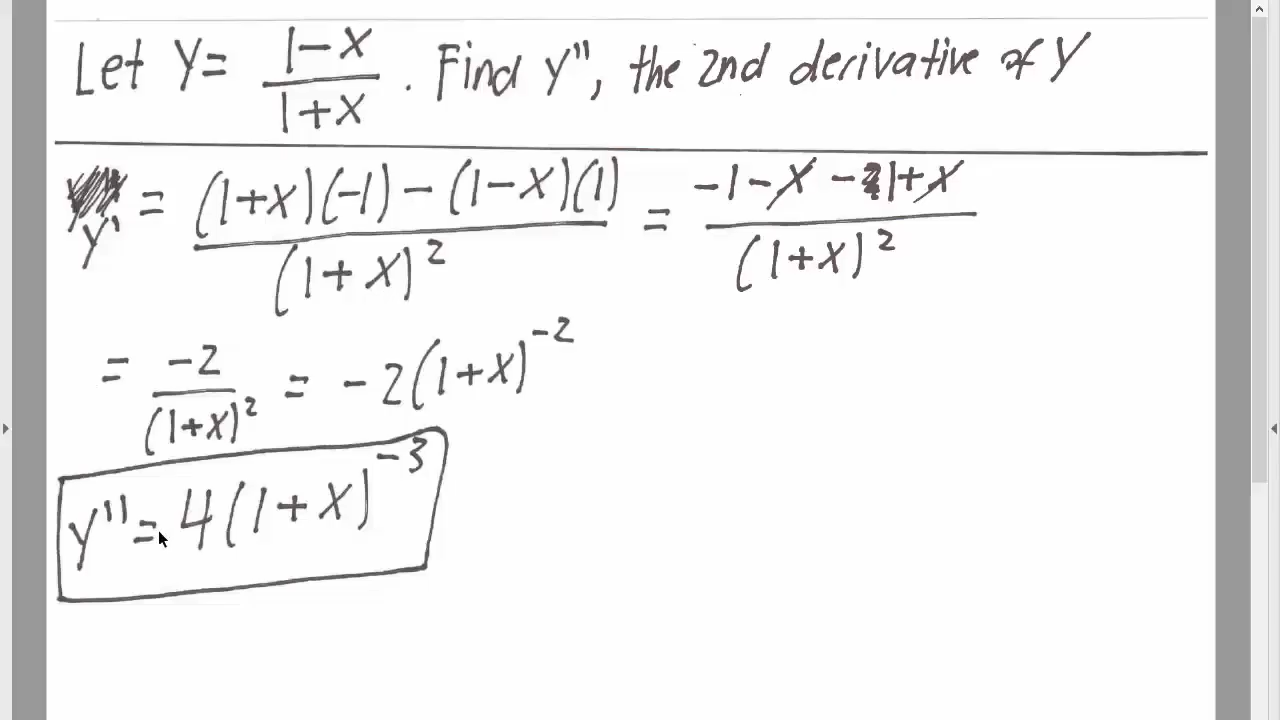 Let Y = (1-x)/(1+x) . Find y'', the 2nd derivative of Y
y' = ((1+x)(-1) - (1-x)(1))/(1+x)^2 = (-1 - x - 1 + x)/(1+x)^2
= -2/(1+x)^2 = -2(1+x)^-2
y'' = 4(1+x)^-3